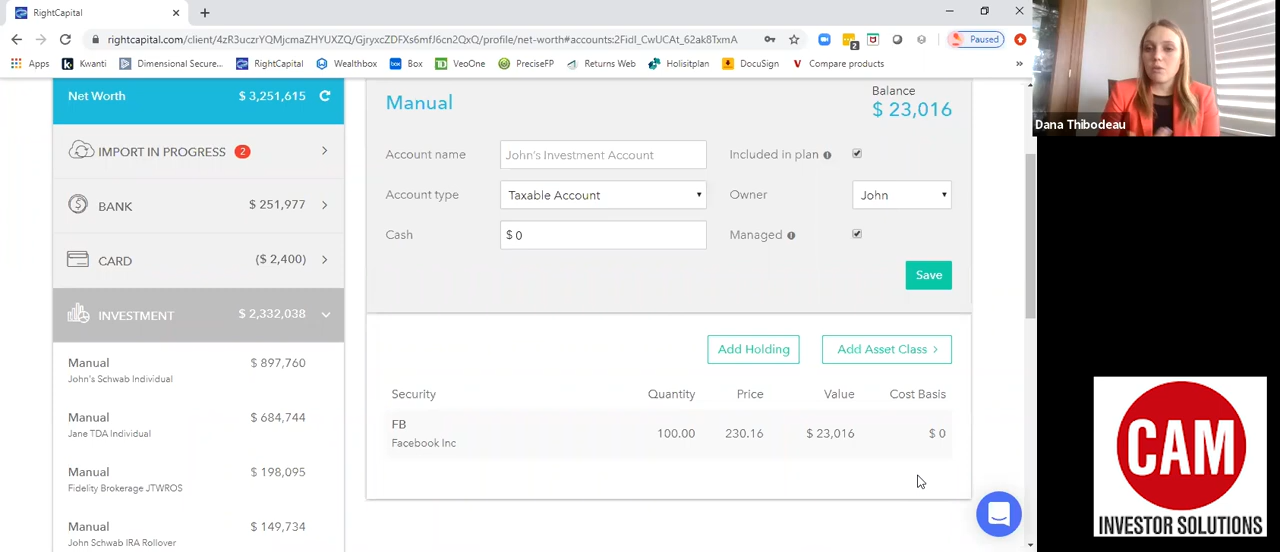 RightCapital
rightcapital.com/client/4zR3uczrYQMjcmaZHYUXZQ/GjryxcZDFXs6mfJ6cn2QxQ/profile/net-worth#accounts:2Fidl_CwUCAt_62ak8TxmA
Paused
Apps
Kwanti
Dimensional Secure...
RightCapital
Wealthbox
Box
VeoOne
PreciseFP
Returns Web
Holistiplan
DocuSign
Compare products
»
Net Worth $ 3,251,615
IMPORT IN PROGRESS 2
BANK $ 251,977
CARD ($ 2,400)
INVESTMENT $ 2,332,038
Manual $ 897,760
John's Schwab Individual
Manual $ 684,744
Jane TDA Individual
Manual $ 198,095
Fidelity Brokerage JTWROS
Manual $ 149,734
John Schwab IRA Rollover
Manual
Balance
$ 23,016
Account name John's Investment Account Included in plan
Account type Taxable Account Owner John
Cash $ 0 Managed
Save
Add Holding Add Asset Class >
Security Quantity Price Value Cost Basis
FB
Facebook Inc
100.00 230.16 $ 23,016 $ 0
Dana Thibodeau
CAM
INVESTOR SOLUTIONS